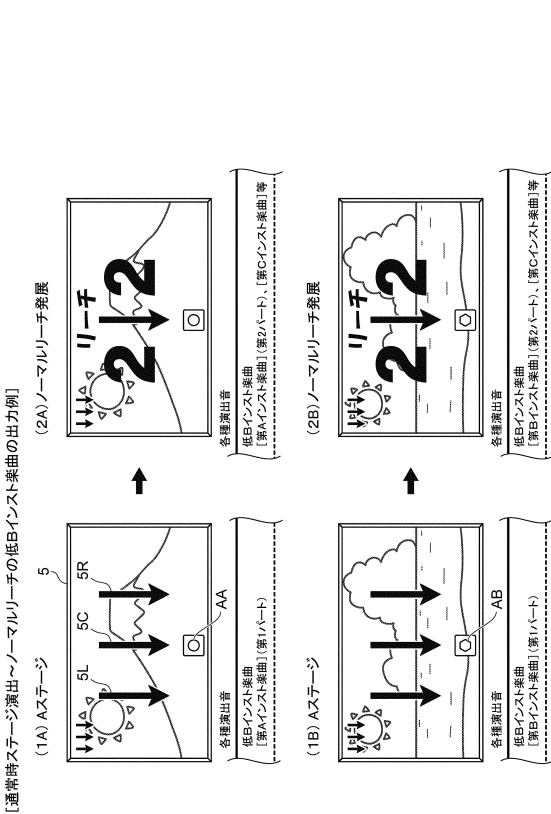 [通常時ステージ演出～ノーマルリーチの低Bインスト楽曲の出力例]
(1A) Aステージ
5
5L
5C
5R
AA
各種演出音
低Bインスト楽曲
[第Aインスト楽曲](第1パート)
(2A)ノーマルリーチ発展
リーチ
2 2
各種演出音
低Bインスト楽曲
[第Aインスト楽曲](第2パート)、[第Cインスト楽曲]等
(1B) Aステージ
AB
各種演出音
低Bインスト楽曲
[第Bインスト楽曲](第1パート)
(2B)ノーマルリーチ発展
リーチ
2 2
各種演出音
低Bインスト楽曲
[第Bインスト楽曲](第2パート)、[第Cインスト楽曲]等